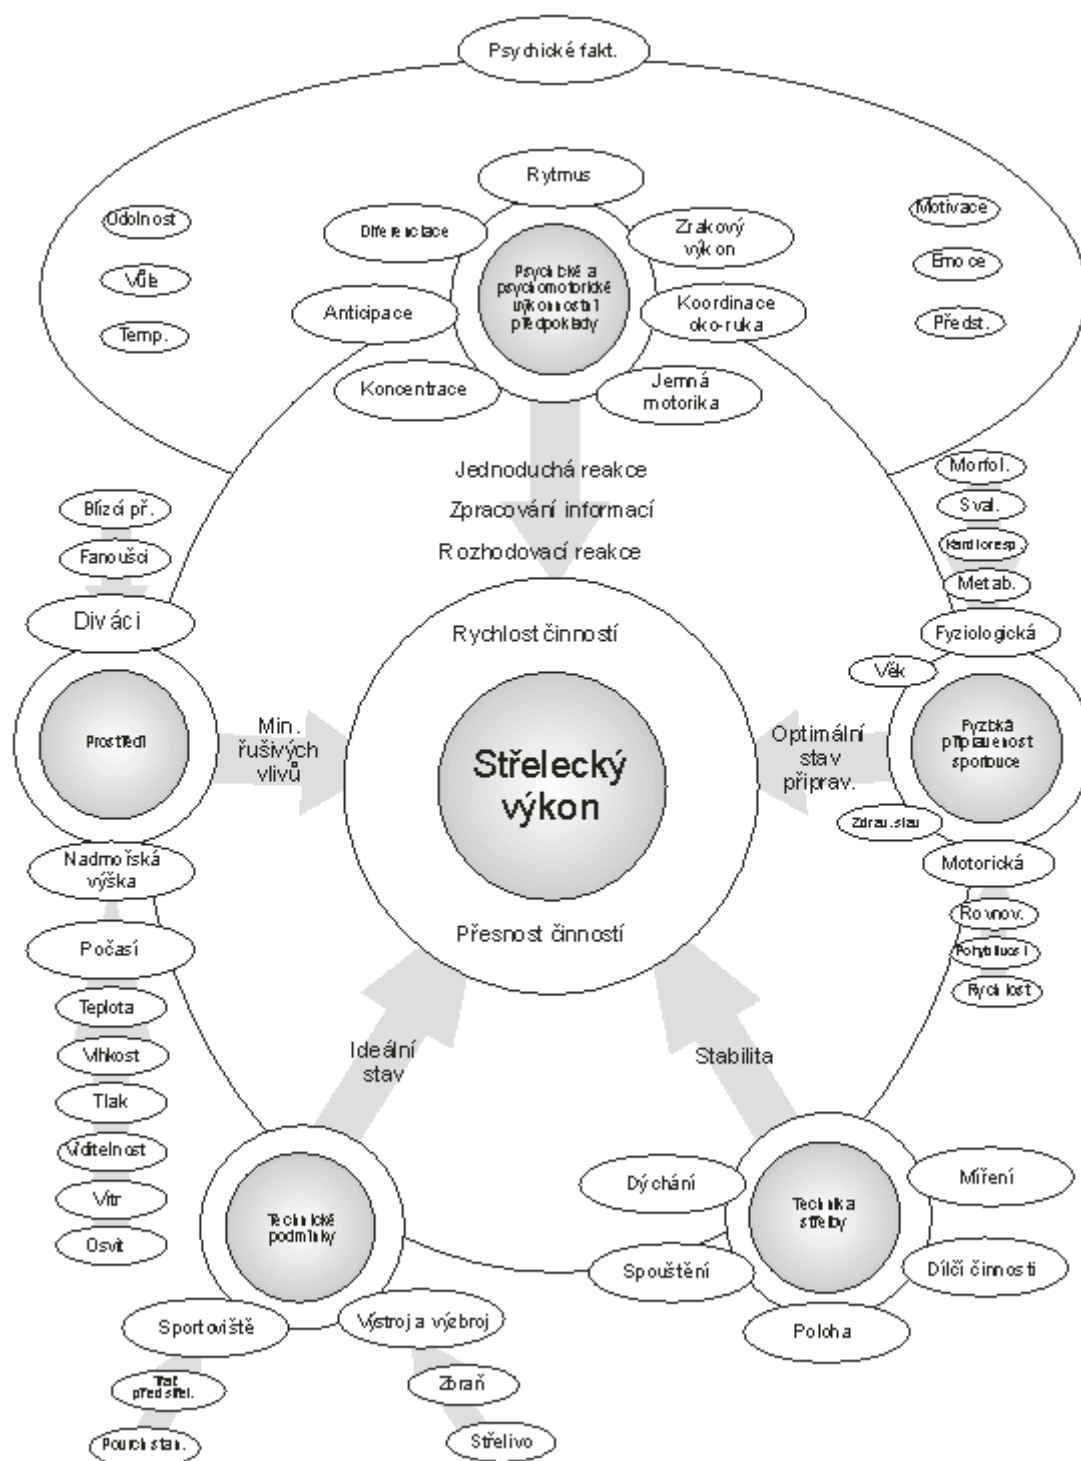 Psychické fakt.
Rytmus
Odolnost
Diferenciace
Zrakový
výkon
Motivace
Vůle
Psychické a
psychomotorické
výkonnostní
předpoklady
Emoce
Anticipace
Koordinace
oko-ruka
Temp.
Předst.
Koncentrace
Jemná
motorika
Jednoduchá reakce
Zpracování informací
Rozhodovací reakce
Morfol.
Sval.
Kardioresp.
Metab.
Blízcí př.
Fanoušci
Diváci
Fyziologická
Rychlost činností
Věk
Prostředí
Min.
řušivých
vlivů
Střelecký
výkon
Optimální
stav
připrav.
Fyzická
připravenost
sportovce
Zdrav. stav
Nadmořská
výška
Motorická
Přesnost činností
Rovnov.
Pohyblivost
Rychlost
Počasí
Teplota
Vlhkost
Tlak
Viditelnost
Vítr
Osvit
Ideální
stav
Stabilita
Technické
podmínky
Dýchání
Technika
střelby
Míření
Spouštění
Dílčí činnosti
Poloha
Sportoviště
Výstroj a výzbroj
Trať
před střel.
Zbraň
Povrch stan.
Střelivo